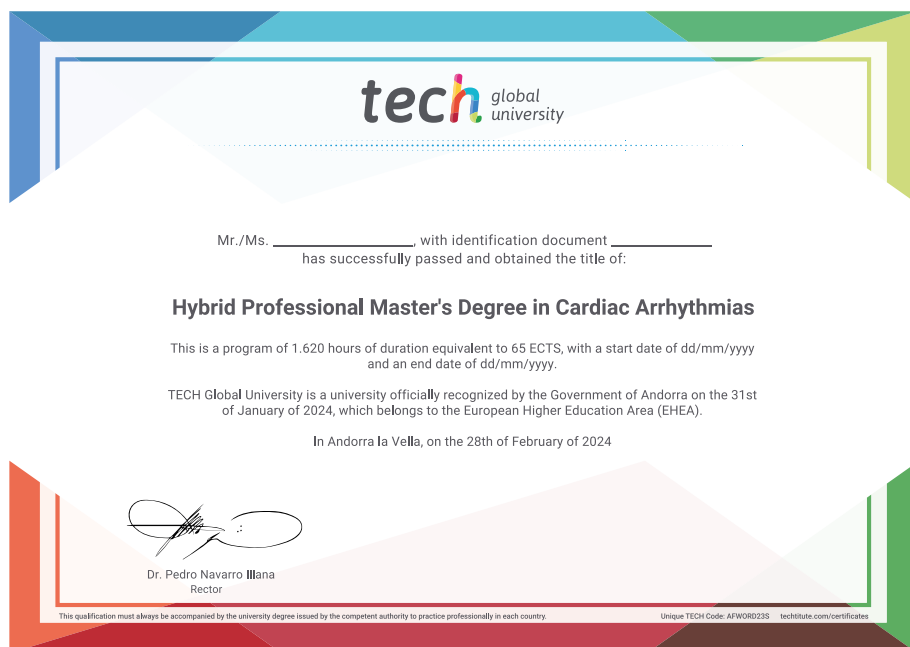 tech global university
Mr./Ms. ____________________, with identification document ______________
has successfully passed and obtained the title of:
Hybrid Professional Master's Degree in Cardiac Arrhythmias
This is a program of 1.620 hours of duration equivalent to 65 ECTS, with a start date of dd/mm/yyyy
and an end date of dd/mm/yyyy.
TECH Global University is a university officially recognized by the Government of Andorra on the 31st
of January of 2024, which belongs to the European Higher Education Area (EHEA).
In Andorra la Vella, on the 28th of February of 2024
Dr. Pedro Navarro Illana
Rector
This qualification must always be accompanied by the university degree issued by the competent authority to practice professionally in each country.
Unique TECH Code: AFWORD23S techtitute.com/certificates